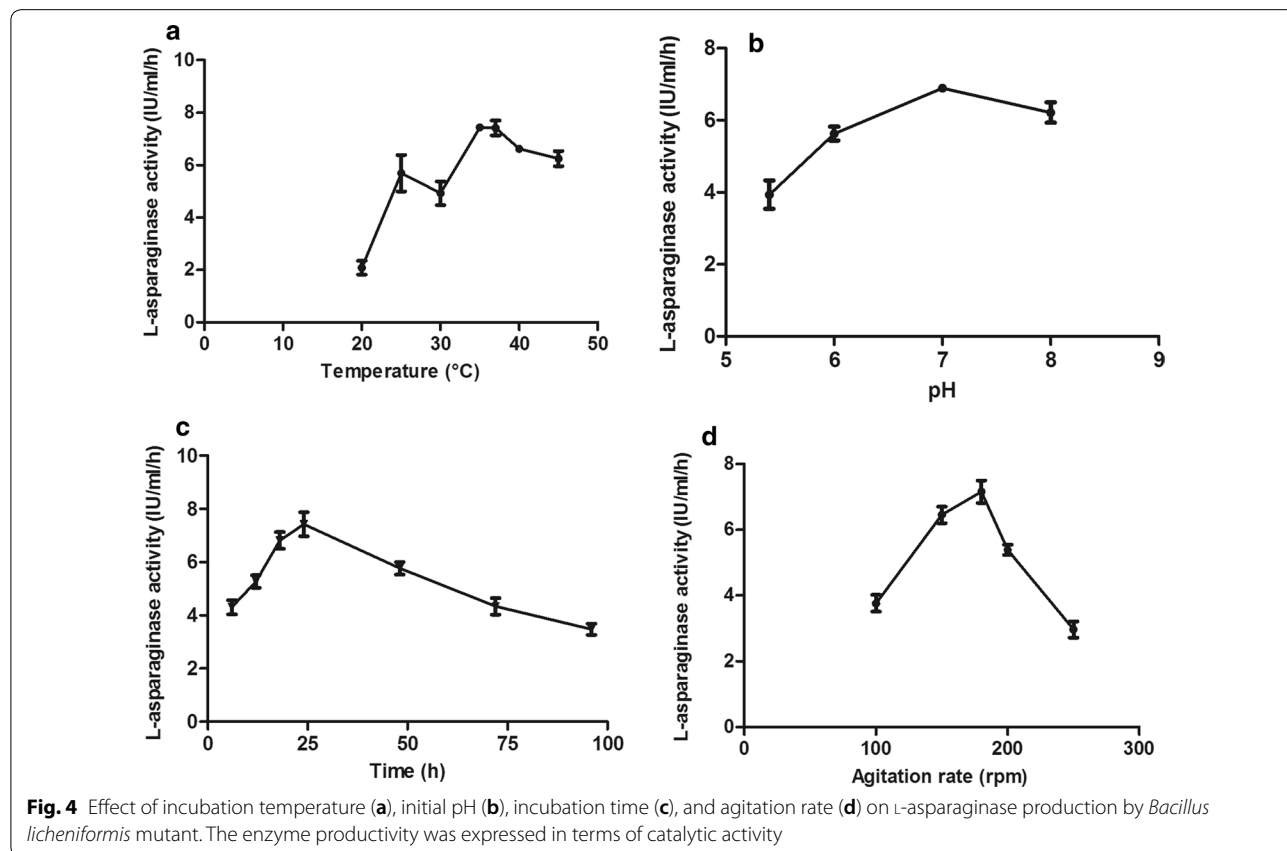 a
L-asparaginase activity (IU/ml/h)
10
8
6
4
2
0
0 10 20 30 40 50
Temperature (°C)
b
L-asparaginase activity (IU/ml/h)
8
6
4
2
0
5 6 7 8 9
pH
c
L-asparaginase activity (IU/ml/h)
10
8
6
4
2
0
0 25 50 75 100
Time (h)
d
L-asparaginase activity (IU/ml/h)
8
6
4
2
0
0 100 200 300
Agitation rate (rpm)
Fig. 4 Effect of incubation temperature (a), initial pH (b), incubation time (c), and agitation rate (d) on L-asparaginase production by Bacillus
licheniformis mutant. The enzyme productivity was expressed in terms of catalytic activity